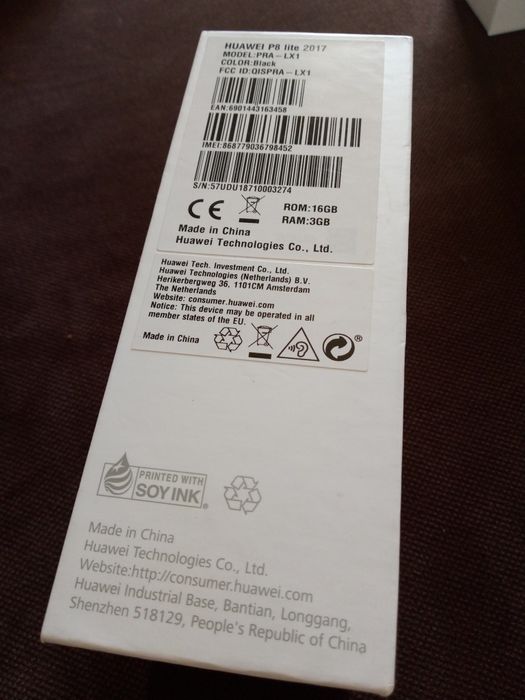 HUAWEI P8 lite 2017
MODEL:PRA-LX1
COLOR:Black
FCC ID:QISPRA-LX1
EAN:6901443163458
IMEI:868779036798452
S/N:57UDU18710003274
CE
ROM:16GB
RAM:3GB
Made in China
Huawei Technologies Co., Ltd.
Huawei Tech. Investment Co., Ltd.
Huawei Technologies (Netherlands) B.V.
Herikerbergweg 36, 1101CM Amsterdam
The Netherlands
Website: consumer.huawei.com
Notice: This device may be operated in all
member states of the EU.
Made in China
®
PRINTED WITH
SOY INK®
Made in China
Huawei Technologies Co., Ltd.
Website:http://consumer.huawei.com
Huawei Industrial Base, Bantian, Longgang,
Shenzhen 518129, People's Republic of China